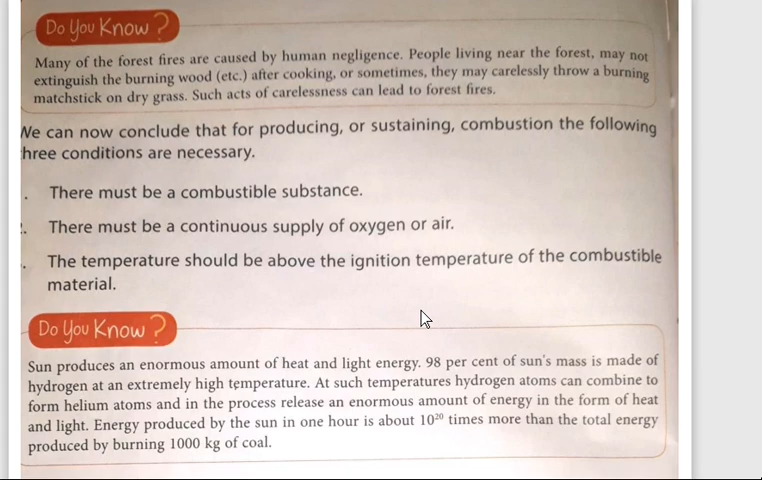 Do You Know?
Many of the forest fires are caused by human negligence. People living near the forest, may not
extinguish the burning wood (etc.) after cooking, or sometimes, they may carelessly throw a burning
matchstick on dry grass. Such acts of carelessness can lead to forest fires.
We can now conclude that for producing, or sustaining, combustion the following
hree conditions are necessary.
. There must be a combustible substance.
. There must be a continuous supply of oxygen or air.
. The temperature should be above the ignition temperature of the combustible
material.
Do You Know?
Sun produces an enormous amount of heat and light energy. 98 per cent of sun's mass is made of
hydrogen at an extremely high temperature. At such temperatures hydrogen atoms can combine to
form helium atoms and in the process release an enormous amount of energy in the form of heat
and light. Energy produced by the sun in one hour is about 10²⁰ times more than the total energy
produced by burning 1000 kg of coal.